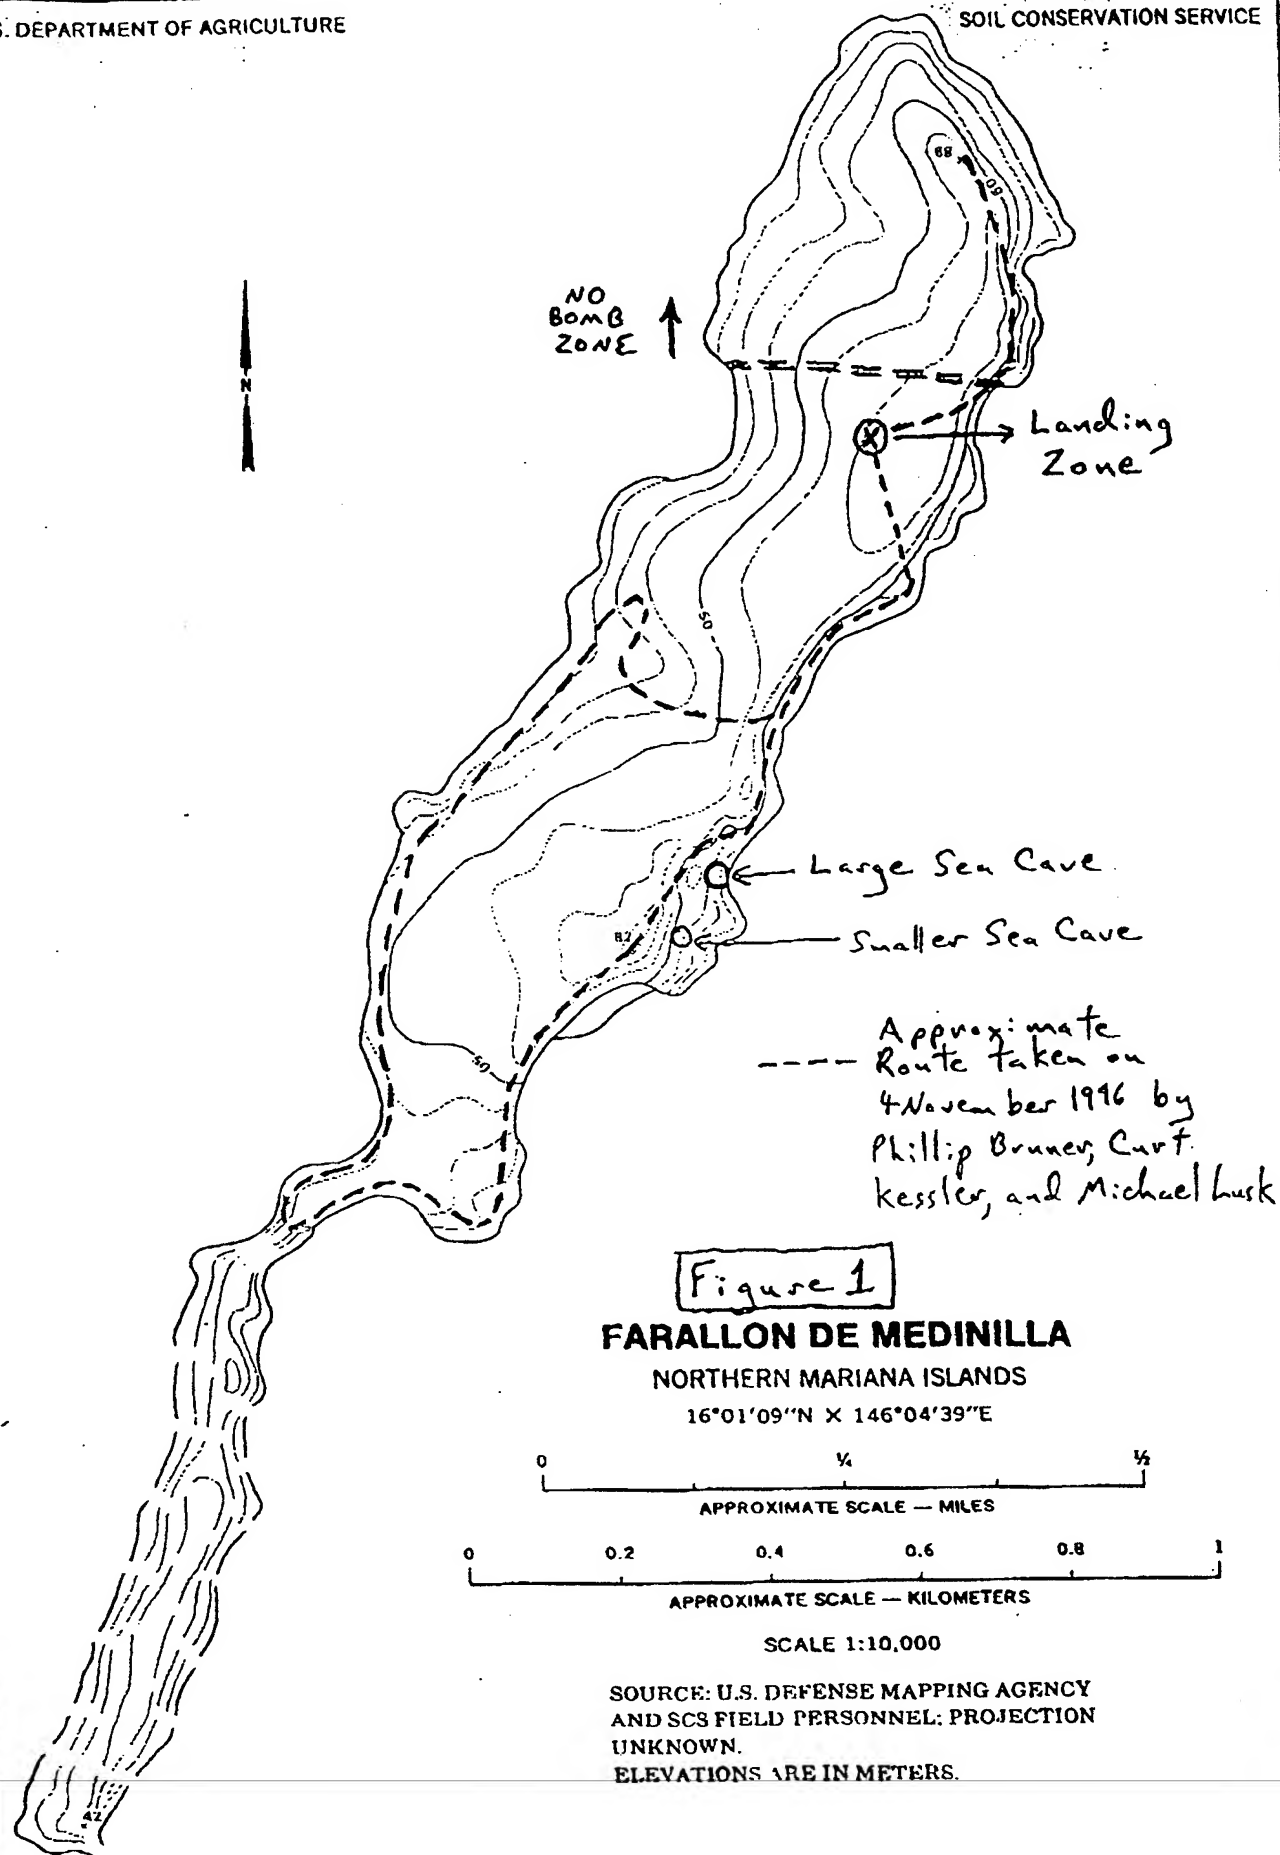 S. DEPARTMENT OF AGRICULTURE
SOIL CONSERVATION SERVICE
89
50
NO
BOMB
ZONE
N
Landing
Zone
X
50
Large Sea Cave
82
Smaller Sea Cave
50
Approximate
Route taken on
4 November 1996 by
Phillip Bruner, Curt
Kessler, and Michael Lusk
Figure 1
FARALLON DE MEDINILLA
NORTHERN MARIANA ISLANDS
16°01'09"N X 146°04'39"E
0 ¼ ½
APPROXIMATE SCALE — MILES
0 0.2 0.4 0.6 0.8 1
APPROXIMATE SCALE — KILOMETERS
SCALE 1:10,000
SOURCE: U.S. DEFENSE MAPPING AGENCY
AND SCS FIELD PERSONNEL; PROJECTION
UNKNOWN.
ELEVATIONS ARE IN METERS.
42